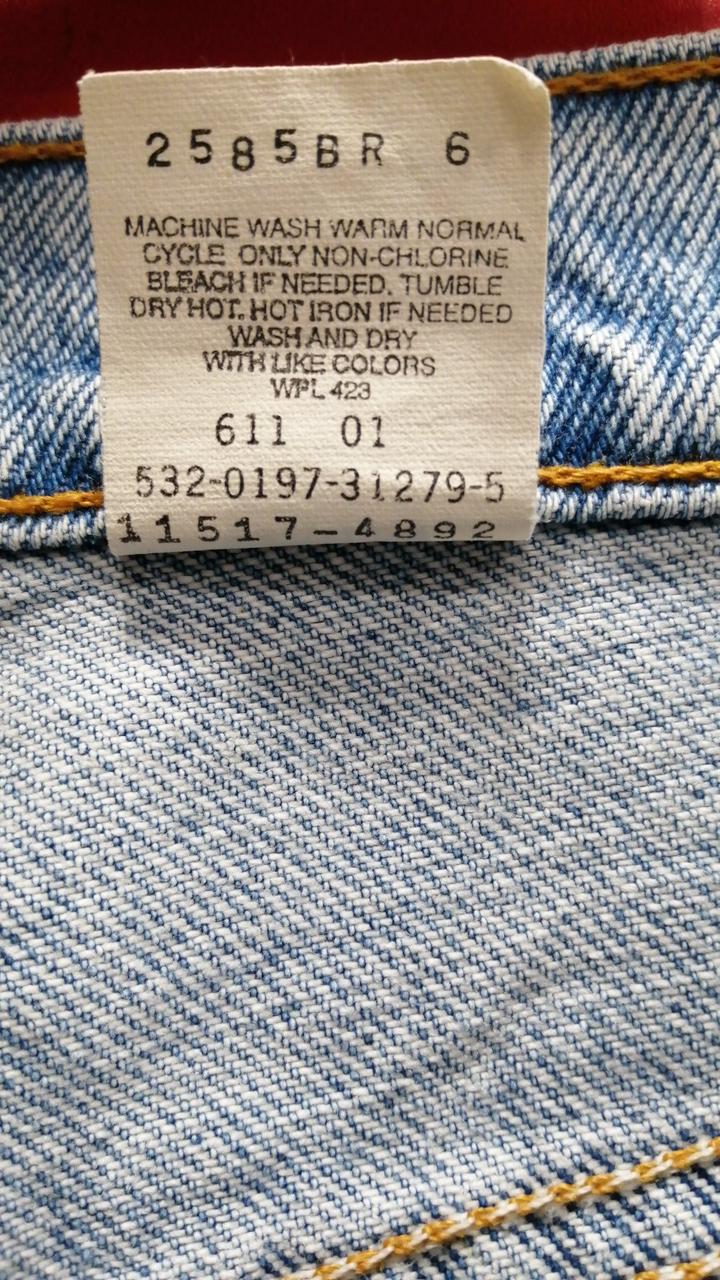 2585BR 6
MACHINE WASH WARM NORMAL
CYCLE ONLY NON-CHLORINE
BLEACH IF NEEDED. TUMBLE
DRY HOT. HOT IRON IF NEEDED
WASH AND DRY
WITH LIKE COLORS
WPL 423
611 01
532-0197-31279-5
11517-4892